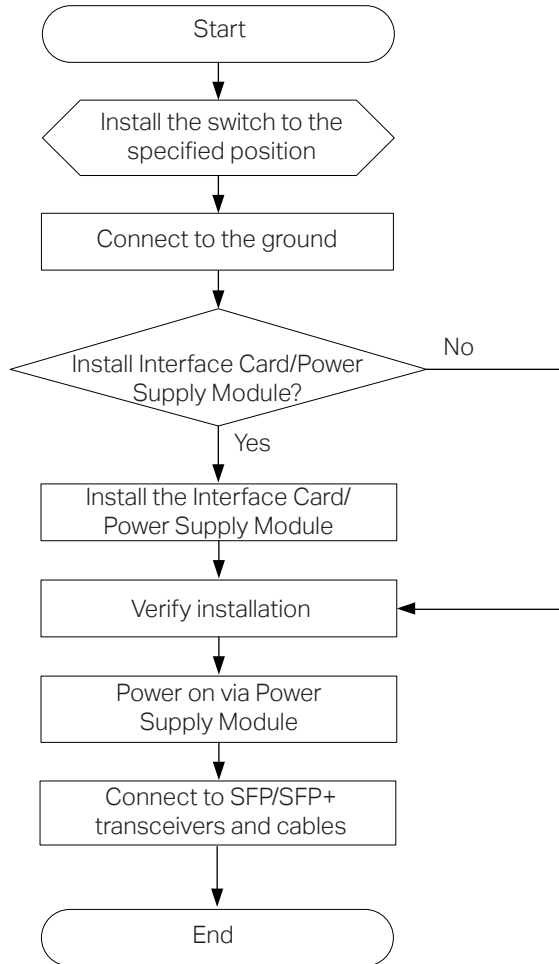 Start
Install the switch to the
specified position
Connect to the ground
Install Interface Card/Power
Supply Module?
No
Yes
Install the Interface Card/
Power Supply Module
Verify installation
Power on via Power
Supply Module
Connect to SFP/SFP+
transceivers and cables
End